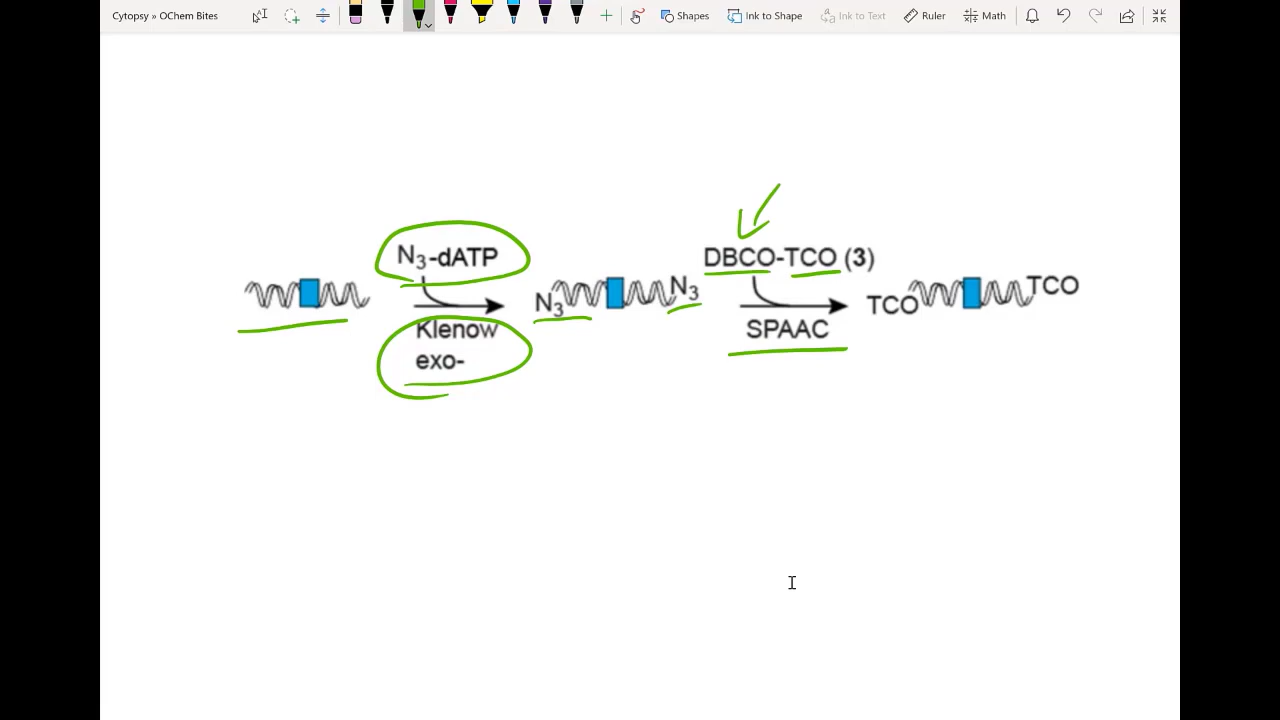 Cytopsy » OChem Bites
Shapes
Ink to Shape
Ink to Text
Ruler
Math
N3-dATP
Klenow
exo-
N3
N3
DBCO-TCO (3)
SPAAC
TCO
TCO